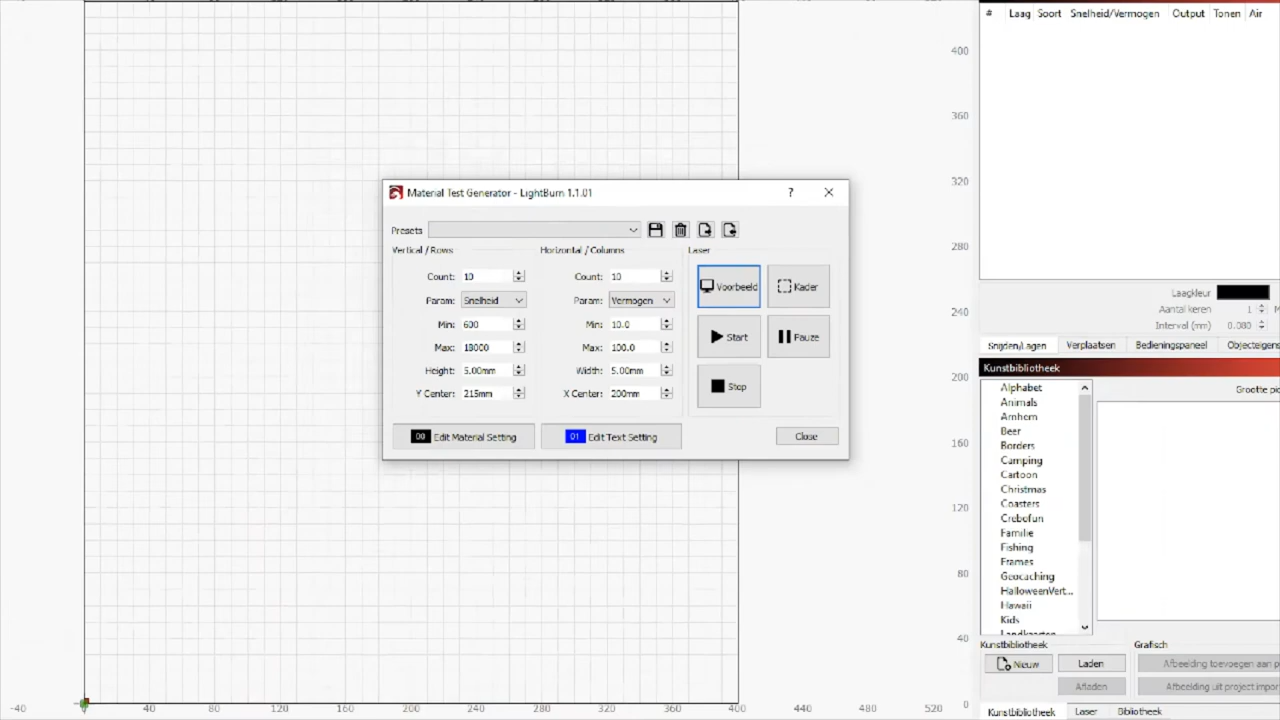 # Laag Soort Snelheid/Vermogen Output Tonen Air
400
360
320
280
240
200
160
120
80
40
0
-40 0 40 80 120 160 200 240 280 320 360 400 440 480 520
Material Test Generator - LightBurn 1.1.01 ?
Presets
Vertical / Rows Horizontal / Columns Laser
Count: 10 Count: 10
Param: Snelheid Param: Vermogen
Min: 600 Min: 10.0
Max: 18000 Max: 100.0
Height: 5.00mm Width: 5.00mm
Y Center: 215mm X Center: 200mm
Voorbeeld Kader
Start Pauze
Stop
00 Edit Material Setting 01 Edit Text Setting Close
Laagkleur
Aantal keren 1
Interval (mm) 0.080
Snijden/Lagen Verplaatsen Bedieningspaneel
Kunstbibliotheek
Alphabet
Animals
Arnhem
Beer
Borders
Camping
Cartoon
Christmas
Coasters
Crebofun
Familie
Fishing
Frames
Geocaching
HalloweenVert...
Hawaii
Kids
Landkaarten
Grootte
Kunstbibliotheek Grafisch
Nieuw Laden Afbeelding toevoegen aan
Afladen Afbeelding uit project
Kunstbibliotheek Laser Bibliotheek